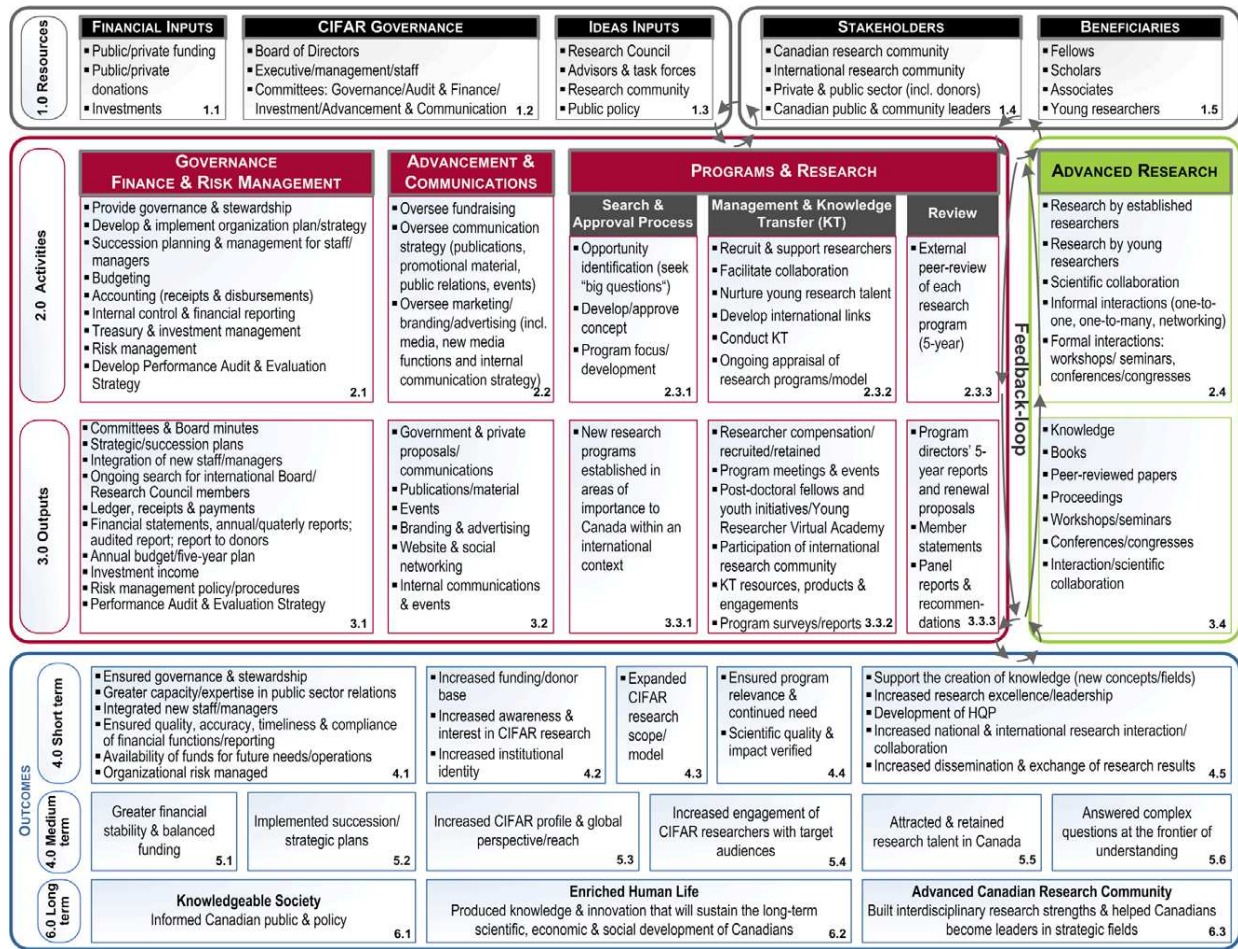 1.0 Resources
FINANCIAL INPUTS
▪ Public/private funding
▪ Public/private
donations
▪ Investments
1.1
CIFAR GOVERNANCE
▪ Board of Directors
▪ Executive/management/staff
▪ Committees: Governance/Audit & Finance/
Investment/Advancement & Communication
1.2
IDEAS INPUTS
▪ Research Council
▪ Advisors & task forces
▪ Research community
▪ Public policy
1.3
STAKEHOLDERS
▪ Canadian research community
▪ International research community
▪ Private & public sector (incl. donors)
▪ Canadian public & community leaders
1.4
BENEFICIARIES
▪ Fellows
▪ Scholars
▪ Associates
▪ Young researchers
1.5
2.0 Activities
GOVERNANCE
FINANCE & RISK MANAGEMENT
▪ Provide governance & stewardship
▪ Develop & implement organization plan/strategy
▪ Succession planning & management for staff/
managers
▪ Budgeting
▪ Accounting (receipts & disbursements)
▪ Internal control & financial reporting
▪ Treasury & investment management
▪ Risk management
▪ Develop Performance Audit & Evaluation
Strategy
2.1
ADVANCEMENT &
COMMUNICATIONS
▪ Oversee fundraising
▪ Oversee communication
strategy (publications,
promotional material,
public relations, events)
▪ Oversee marketing/
branding/advertising (incl.
media, new media
functions and internal
communication strategy)
2.2
PROGRAMS & RESEARCH
Search &
Approval Process
▪ Opportunity
identification (seek
"big questions")
▪ Develop/approve
concept
▪ Program focus/
development
2.3.1
Management & Knowledge
Transfer (KT)
▪ Recruit & support researchers
▪ Facilitate collaboration
▪ Nurture young research talent
▪ Develop international links
▪ Conduct KT
▪ Ongoing appraisal of
research programs/model
2.3.2
Review
▪ External
peer-review
of each
research
program
(5-year)
2.3.3
Feedback-loop
ADVANCED RESEARCH
▪ Research by established
researchers
▪ Research by young
researchers
▪ Scientific collaboration
▪ Informal interactions (one-to-
one, one-to-many, networking)
▪ Formal interactions:
workshops/ seminars,
conferences/congresses
2.4
3.0 Outputs
▪ Committees & Board minutes
▪ Strategic/succession plans
▪ Integration of new staff/managers
▪ Ongoing search for international Board/
Research Council members
▪ Ledger, receipts & payments
▪ Financial statements, annual/quaterly reports;
audited report; report to donors
▪ Annual budget/five-year plan
▪ Investment income
▪ Risk management policy/procedures
▪ Performance Audit & Evaluation Strategy
3.1
▪ Government & private
proposals/
communications
▪ Publications/material
▪ Events
▪ Branding & advertising
▪ Website & social
networking
▪ Internal communications
& events
3.2
▪ New research
programs
established in
areas of
importance to
Canada within an
international
context
3.3.1
▪ Researcher compensation/
recruited/retained
▪ Program meetings & events
▪ Post-doctoral fellows and
youth initiatives/Young
Researcher Virtual Academy
▪ Participation of international
research community
▪ KT resources, products &
engagements
▪ Program surveys/reports
3.3.2
▪ Program
directors' 5-
year reports
and renewal
proposals
▪ Member
statements
▪ Panel
reports &
recommen-
dations
3.3.3
▪ Knowledge
▪ Books
▪ Peer-reviewed papers
▪ Proceedings
▪ Workshops/seminars
▪ Conferences/congresses
▪ Interaction/scientific
collaboration
3.4
OUTCOMES
4.0 Short term
▪ Ensured governance & stewardship
▪ Greater capacity/expertise in public sector relations
▪ Integrated new staff/managers
▪ Ensured quality, accuracy, timeliness & compliance
of financial functions/reporting
▪ Availability of funds for future needs/operations
▪ Organizational risk managed
4.1
▪ Increased funding/donor
base
▪ Increased awareness &
interest in CIFAR research
▪ Increased institutional
identity
4.2
▪ Expanded
CIFAR
research
scope/
model
4.3
▪ Ensured program
relevance &
continued need
▪ Scientific quality &
impact verified
4.4
▪ Support the creation of knowledge (new concepts/fields)
▪ Increased research excellence/leadership
▪ Development of HQP
▪ Increased national & international research interaction/
collaboration
▪ Increased dissemination & exchange of research results
4.5
4.0 Medium
term
Greater financial
stability & balanced
funding
5.1
Implemented succession/
strategic plans
5.2
Increased CIFAR profile & global
perspective/reach
5.3
Increased engagement of
CIFAR researchers with target
audiences
5.4
Attracted & retained
research talent in Canada
5.5
Answered complex
questions at the frontier of
understanding
5.6
6.0 Long
term
Knowledgeable Society
Informed Canadian public & policy
6.1
Enriched Human Life
Produced knowledge & innovation that will sustain the long-term
scientific, economic & social development of Canadians
6.2
Advanced Canadian Research Community
Built interdisciplinary research strengths & helped Canadians
become leaders in strategic fields
6.3